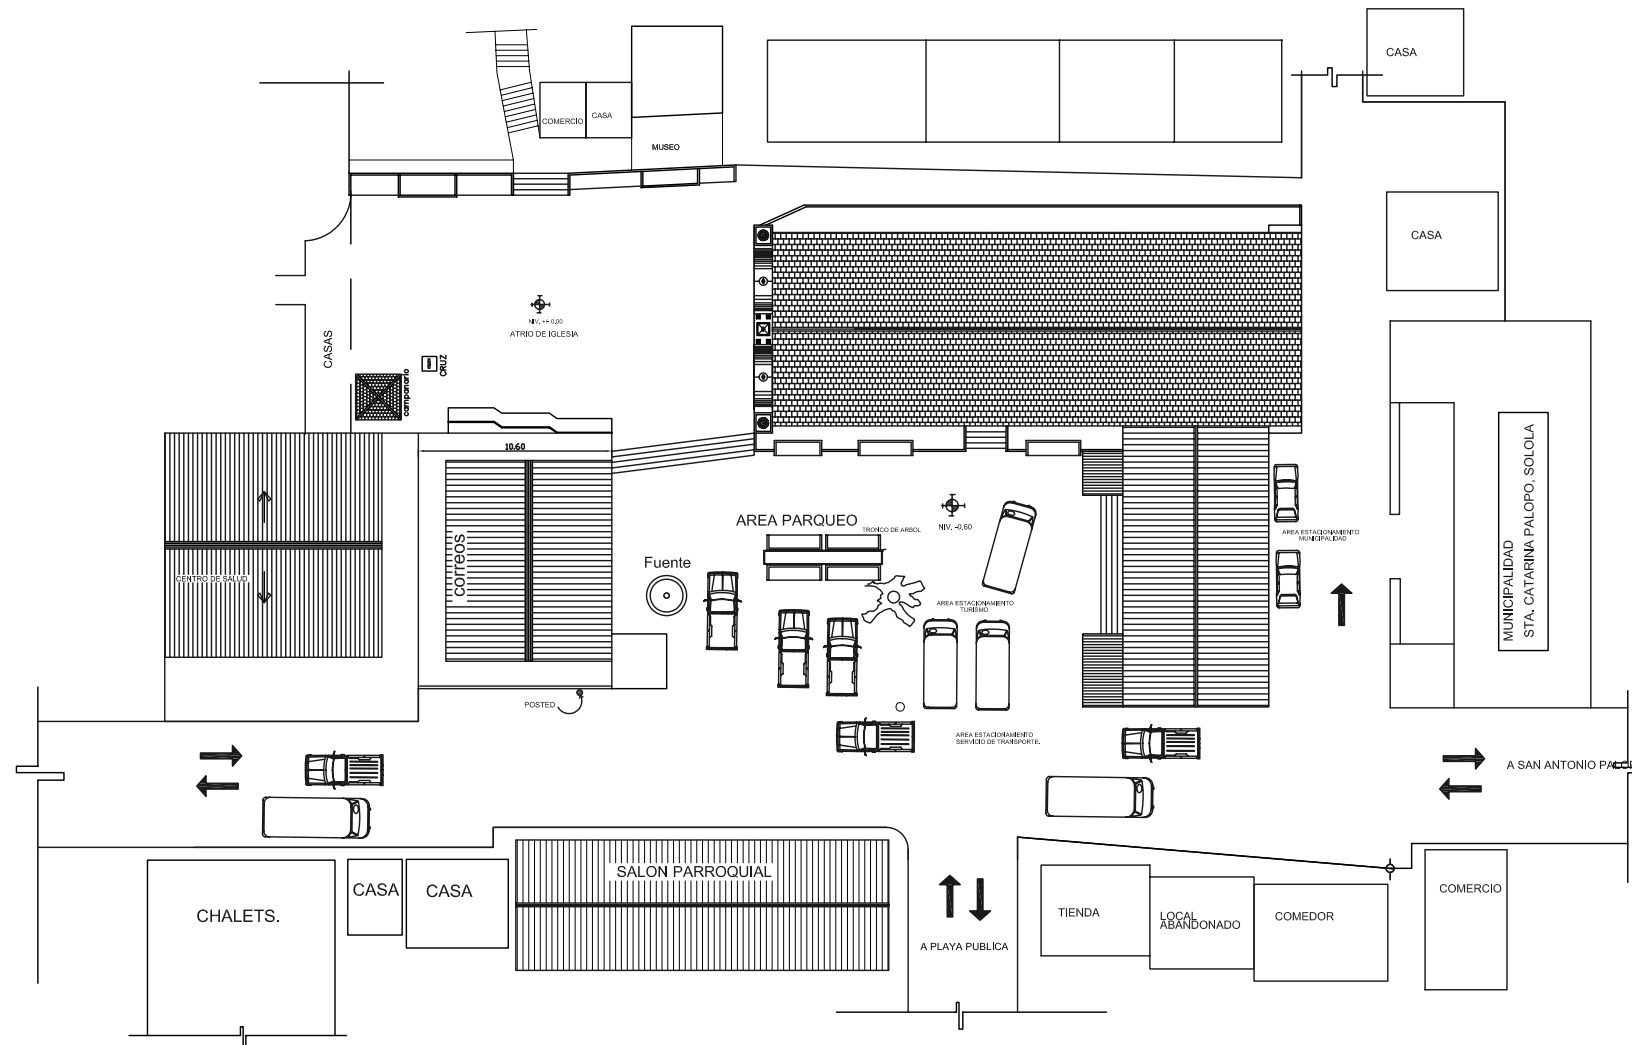 CASA
COMERCIO
CASA
MUSEO
CASA
NIV. +/- 0.00
ATRIO DE IGLESIA
CASAS
CRUZ
campanario
10.60
AREA PARQUEO
TRONCO DE ARBOL
NIV. -0.60
AREA ESTACIONAMIENTO
MUNICIPALIDAD
MUNICIPALIDAD
STA. CATARINA PALOPO, SOLOLA
correos
Fuente
CENTRO DE SALUD
AREA ESTACIONAMIENTO
TURISMO
POSTED
AREA ESTACIONAMIENTO
SERVICIO DE TRANSPORTE.
A SAN ANTONIO PALOP
SALON PARROQUIAL
CASA
CASA
COMERCIO
CHALETS.
TIENDA
LOCAL
ABANDONADO
COMEDOR
A PLAYA PUBLICA